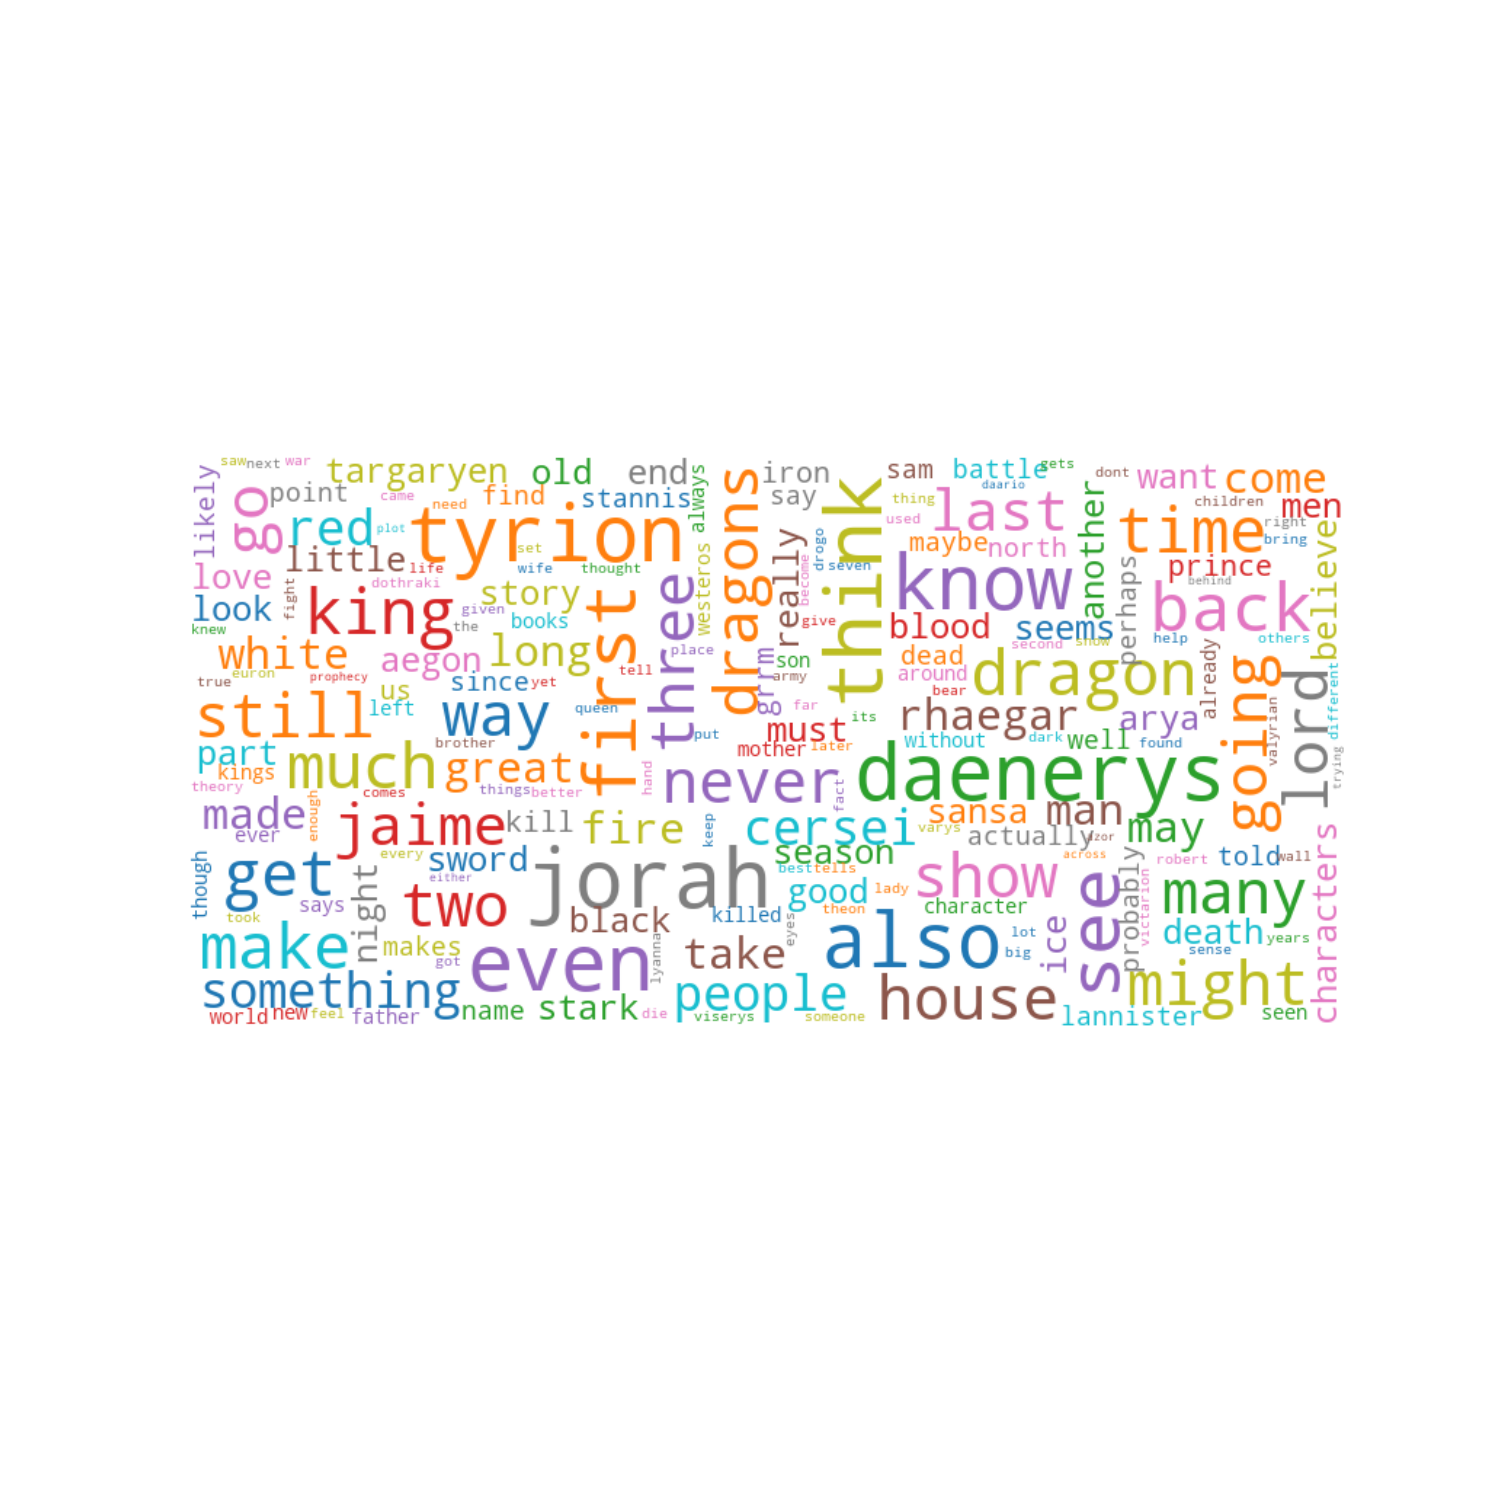 saw
next
war
targaryen
old
end
iron
sam
battle
gets
dont
want
come
likely
go
point
came
need
find
stannis
always
dragons
say
think
thing
daario
last
another
children
men
red
plot
tyrion
used
time
right
bring
little
life
set
wife
thought
westeros
really
drogo
seven
maybe
north
know
perhaps
prince
believe
love
dothraki
become
behind
look
fight
king
given
story
books
first
three
give
blood
seems
back
knew
the
place
second
snow
help
others
white
aegon
long
tell
grrm
son
dead
already
euron
prophecy
true
since
yet
us
army
around
bear
dragon
going
lord
different
still
left
way
queen
far
its
rhaegar
arya
valyrian
part
brother
put
must
mother
later
without
dark
well
found
kings
theory
much
great
things
better
hand
never
fact
daenerys
trying
made
ever
enough
comes
jaime
kill
fire
keep
cersei
varys
sansa
man
actually
azor
may
though
every
sword
either
jorah
season
best
tells
show
across
see
probably
robert
told
wall
characters
get
says
night
two
black
killed
good
theon
lady
character
victarion
many
took
make
makes
got
even
lyanna
take
eyes
also
lot
big
ice
death
years
sense
something
name
stark
die
people
viserys
someone
house
might
lannister
seen
world
new
feel
father